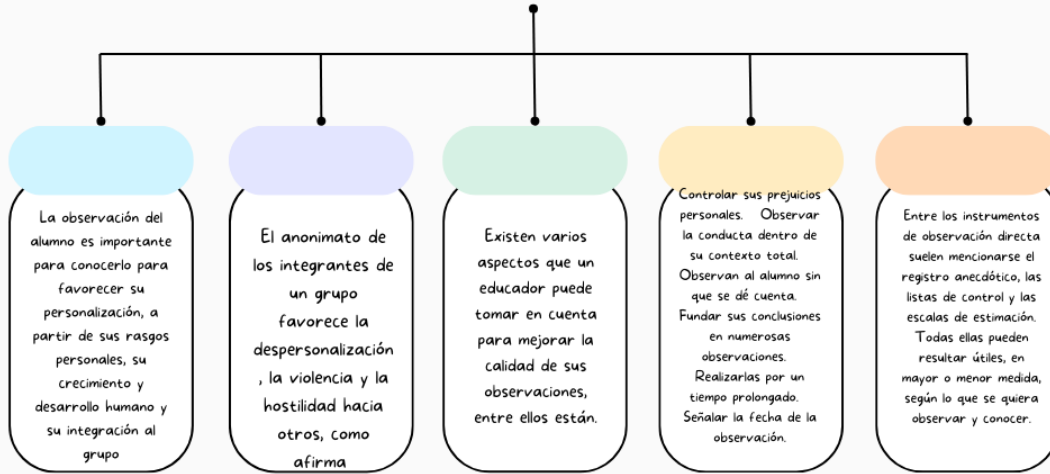 La observación del
alumno es importante
para conocerlo para
favorecer su
personalización, a
partir de sus rasgos
personales, su
crecimiento y
desarrollo humano y
su integración al
grupo
El anonimato de
los integrantes de
un grupo
favorece la
despersonalización
, la violencia y la
hostilidad hacia
otros, como
afirma
Existen varios
aspectos que un
educador puede
tomar en cuenta
para mejorar la
calidad de sus
observaciones,
entre ellos están.
Controlar sus prejuicios
personales. Observar
la conducta dentro de
su contexto total.
Observan al alumno sin
que se dé cuenta.
Fundar sus conclusiones
en numerosas
observaciones.
Realizarlas por un
tiempo prolongado.
Señalar la fecha de la
observación.
Entre los instrumentos
de observación directa
suelen mencionarse el
registro anecdótico, las
listas de control y las
escalas de estimación.
Todas ellas pueden
resultar útiles, en
mayor o menor medida,
según lo que se quiera
observar y conocer.